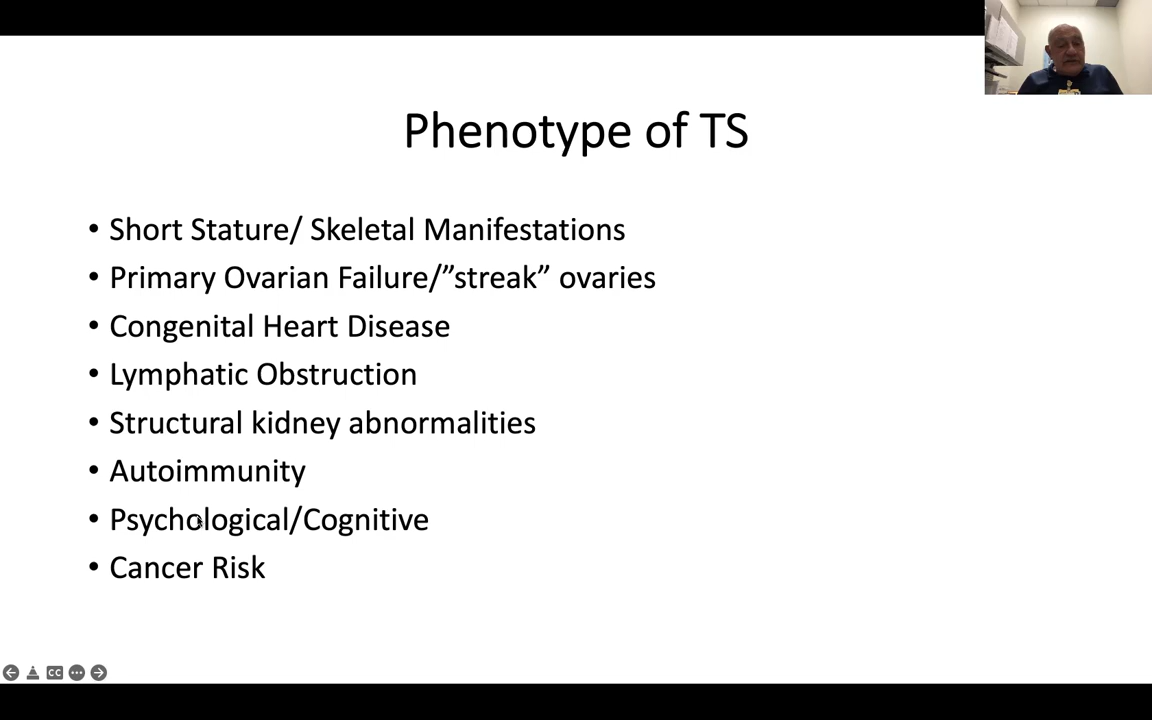 Phenotype of TS
• Short Stature/ Skeletal Manifestations
• Primary Ovarian Failure/”streak” ovaries
• Congenital Heart Disease
• Lymphatic Obstruction
• Structural kidney abnormalities
• Autoimmunity
• Psychological/Cognitive
• Cancer Risk
CC